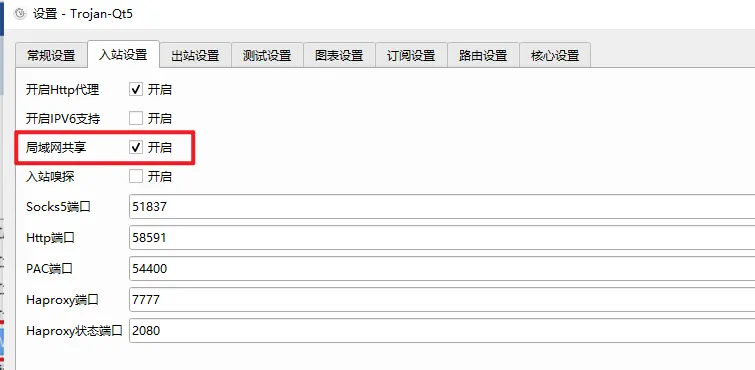 设置 - Trojan-Qt5
常规设置 入站设置 出站设置 测试设置 图表设置 订阅设置 路由设置 核心设置
开启Http代理 开启
开启IPV6支持 开启
局域网共享 开启
入站嗅探 开启
Socks5端口 51837
Http端口 58591
PAC端口 54400
Haproxy端口 7777
Haproxy状态端口 2080